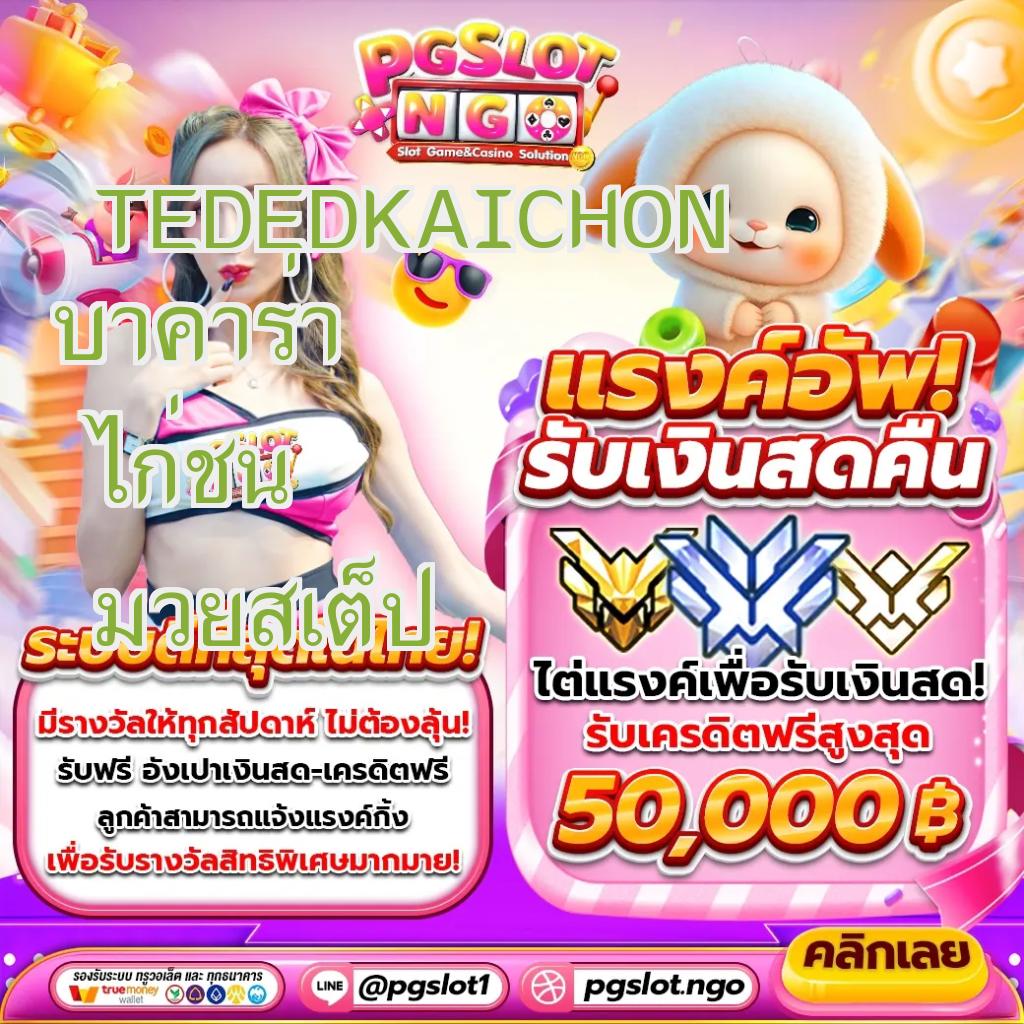 PGSLOT
NGO
Slot Game&Casino Solution
TEDEDKAICHON
บาคารา
ไก่ชน
มวยสเต็ป
แรงค์อัพ!
รับเงินสดคืน
ไต่แรงค์เพื่อรับเงินสด!
รับเครดิตฟรีสูงสุด
50,000 ฿
มีรางวัลให้ทุกสัปดาห์ ไม่ต้องลุ้น!
รับฟรี อังเปาเงินสด-เครดิตฟรี
ลูกค้าสามารถแจ้งแรงค์กิ้ง
เพื่อรับรางวัลสิทธิพิเศษมากมาย!
คลิกเลย
รองรับระบบ ทรูวอเล็ต และ ทุกธนาคาร
truemoney
wallet
LINE @pgslot1
pgslot.ngo